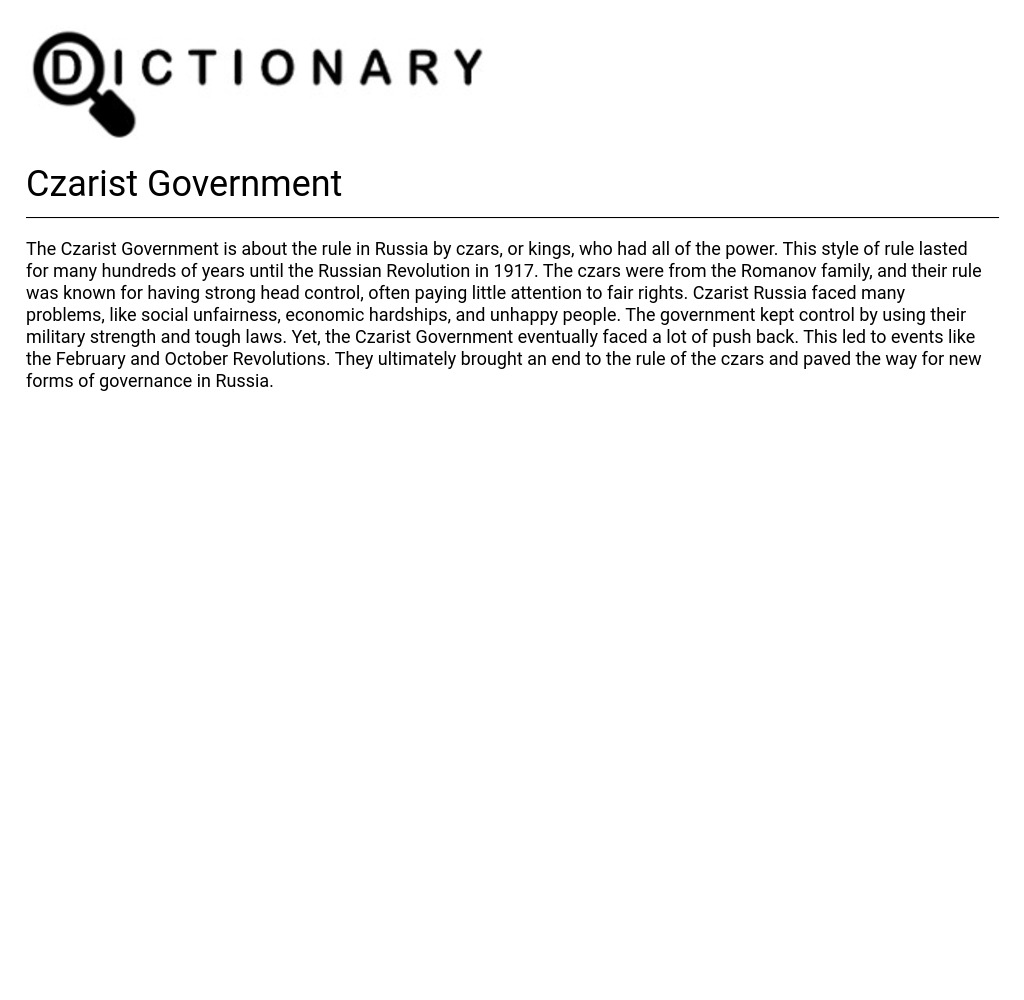 DICTIONARY
Czarist Government
The Czarist Government is about the rule in Russia by czars, or kings, who had all of the power. This style of rule lasted
for many hundreds of years until the Russian Revolution in 1917. The czars were from the Romanov family, and their rule
was known for having strong head control, often paying little attention to fair rights. Czarist Russia faced many
problems, like social unfairness, economic hardships, and unhappy people. The government kept control by using their
military strength and tough laws. Yet, the Czarist Government eventually faced a lot of push back. This led to events like
the February and October Revolutions. They ultimately brought an end to the rule of the czars and paved the way for new
forms of governance in Russia.